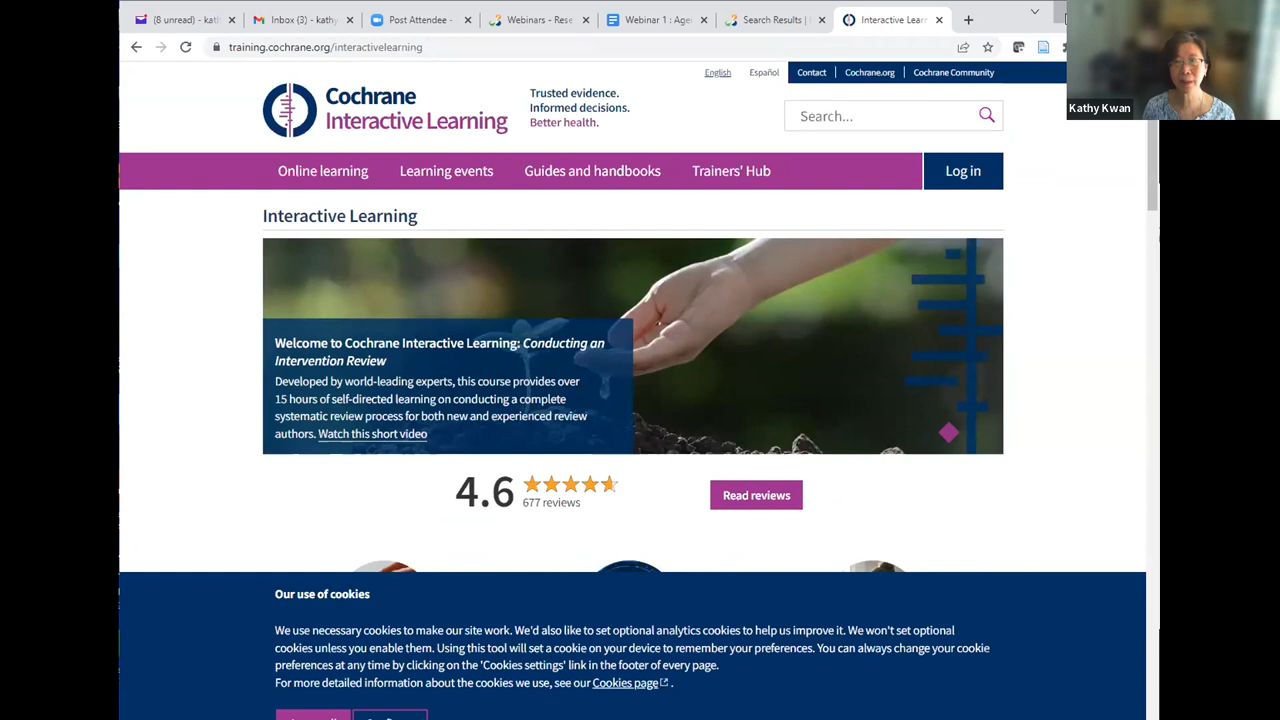 (8 unread) - kath
Inbox (3) - kathy
Post Attendee -
Webinars - Rese
Webinar 1 : Age
Search Results |
Interactive Lear
training.cochrane.org/interactivelearning
English
Español
Contact
Cochrane.org
Cochrane Community
Kathy Kwan
Cochrane
Interactive Learning
Trusted evidence.
Informed decisions.
Better health.
Search...
Online learning
Learning events
Guides and handbooks
Trainers' Hub
Log in
Interactive Learning
Welcome to Cochrane Interactive Learning: Conducting an
Intervention Review
Developed by world-leading experts, this course provides over
15 hours of self-directed learning on conducting a complete
systematic review process for both new and experienced review
authors. Watch this short video
4.6
677 reviews
Read reviews
Our use of cookies
We use necessary cookies to make our site work. We'd also like to set optional analytics cookies to help us improve it. We won't set optional
cookies unless you enable them. Using this tool will set a cookie on your device to remember your preferences. You can always change your cookie
preferences at any time by clicking on the 'Cookies settings' link in the footer of every page.
For more detailed information about the cookies we use, see our Cookies page .